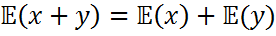 𝔼(x + y) = 𝔼(x) + 𝔼(y)